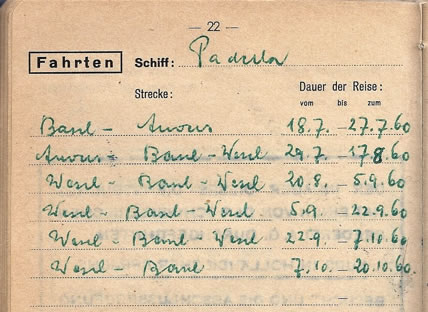 — 22 —
Fahrten Schiff: Padella
Strecke: Dauer der Reise:
vom bis zum
Basel - Anvers 18.7. – 27.7.60
Anvers - Basel - Wesel 29.7. – 17.8.60
Wesel - Basel - Wesel 20.8. – 5.9.60
Wesel - Basel - Wesel 5.9. – 22.9.60
Wesel - Basel - Wesel 22.9. – 7.10.60
Wesel - Basel 7.10. – 20.10.60.